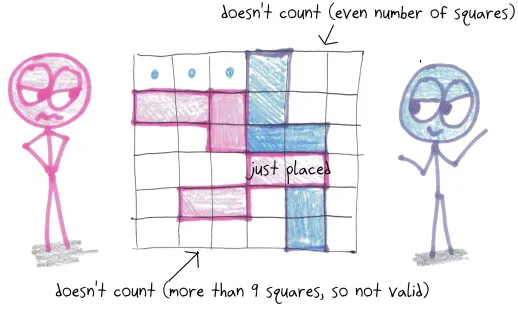 doesn't count (even number of squares)
just placed
doesn't count (more than 9 squares, so not valid)